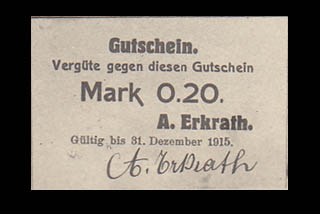 Gutschein.
Vergüte gegen diesen Gutschein
Mark 0.20.
A. Erkrath.
Gültig bis 31. Dezember 1915.
A. Erkrath